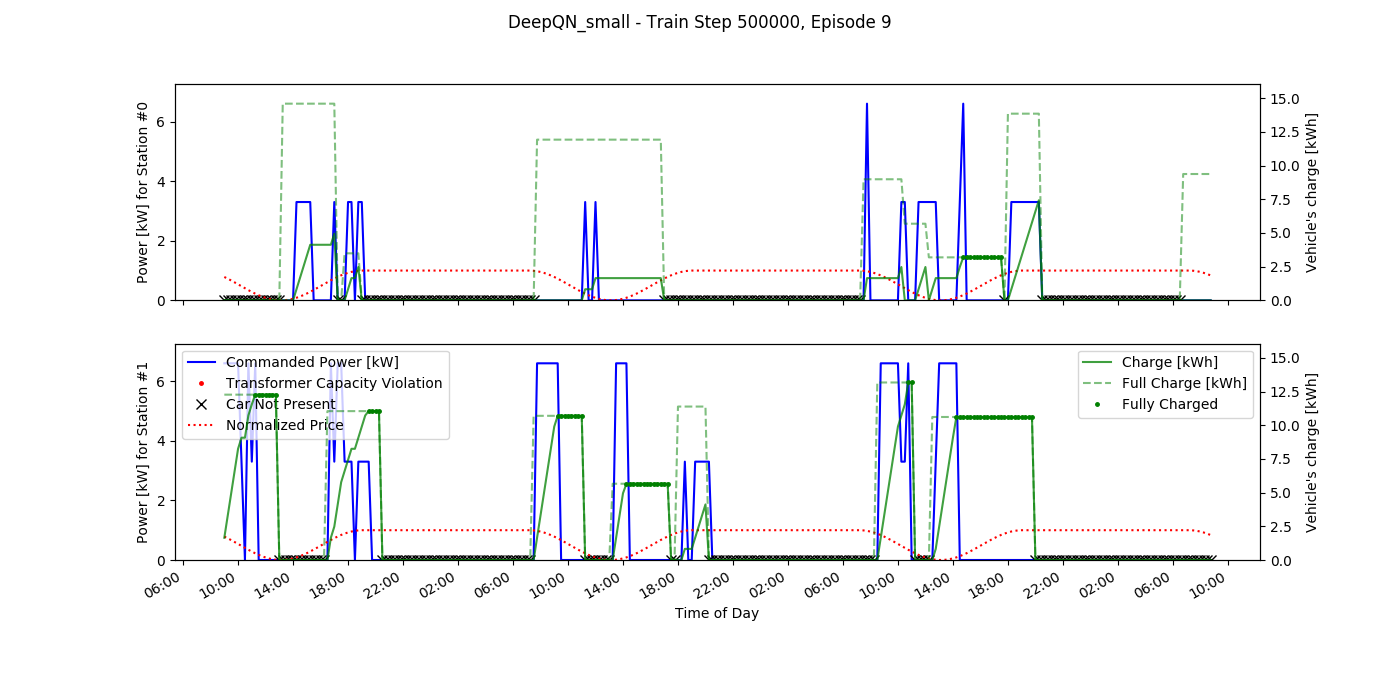 DeepQN_small - Train Step 500000, Episode 9
Power [kW] for Station #0
6
4
2
0
15.0
12.5
10.0
7.5
5.0
2.5
0.0
Vehicle's charge [kWh]
Power [kW] for Station #1
6
4
2
0
Commanded Power [kW]
Transformer Capacity Violation
Car Not Present
Normalized Price
Charge [kWh]
Full Charge [kWh]
Fully Charged
15.0
12.5
10.0
7.5
5.0
2.5
0.0
Vehicle's charge [kWh]
06:00 10:00 14:00 18:00 22:00 02:00 06:00 10:00 14:00 18:00 22:00 02:00 06:00 10:00 14:00 18:00 22:00 02:00 06:00 10:00
Time of Day